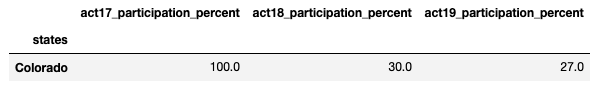 act17_participation_percent act18_participation_percent act19_participation_percent
states
Colorado 100.0 30.0 27.0